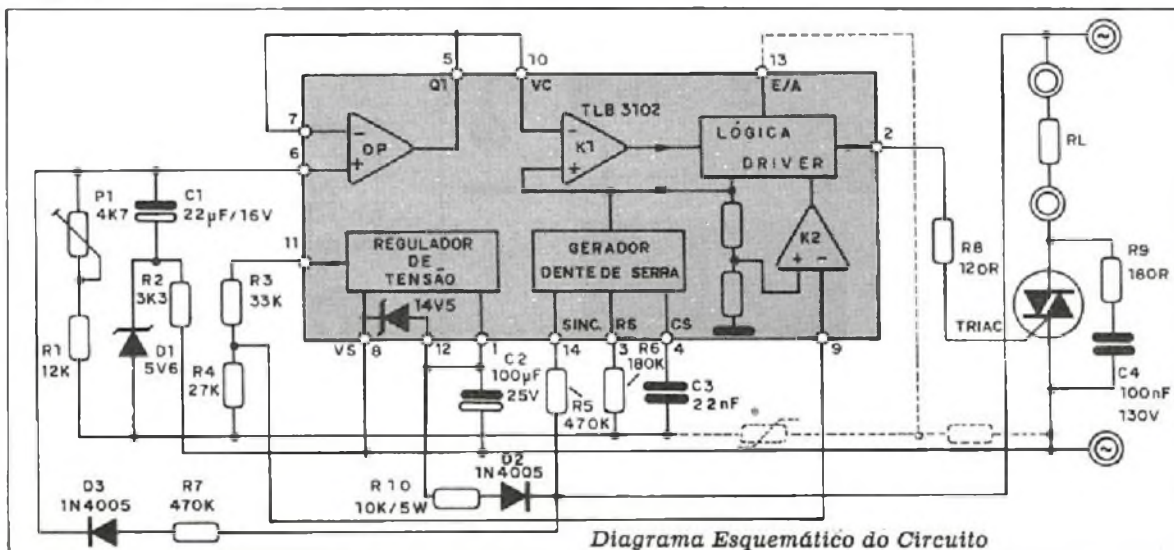 5
Q1
10
VC
13
E/A
TLB 3102
7
6
OP
K1
LÓGICA
DRIVER
2
P1
4K7
C1
22µF/16V
RL
11
REGULADOR
DE
TENSÃO
GERADOR
DENTE DE SERRA
K2
R8
120R
R9
180R
R2
3K3
R3
33K
14V5
SINC.
R6
CS
TRIAC
R1
12K
D1
5V6
R4
27K
VS
8
12
1
14
3
4
9
C2
100µF
25V
R5
470K
R6
180K
C3
22nF
C4
100nF
130V
D3
1N4005
R7
470K
R10
10K/5W
D2
1N4005
Diagrama Esquemático do Circuito